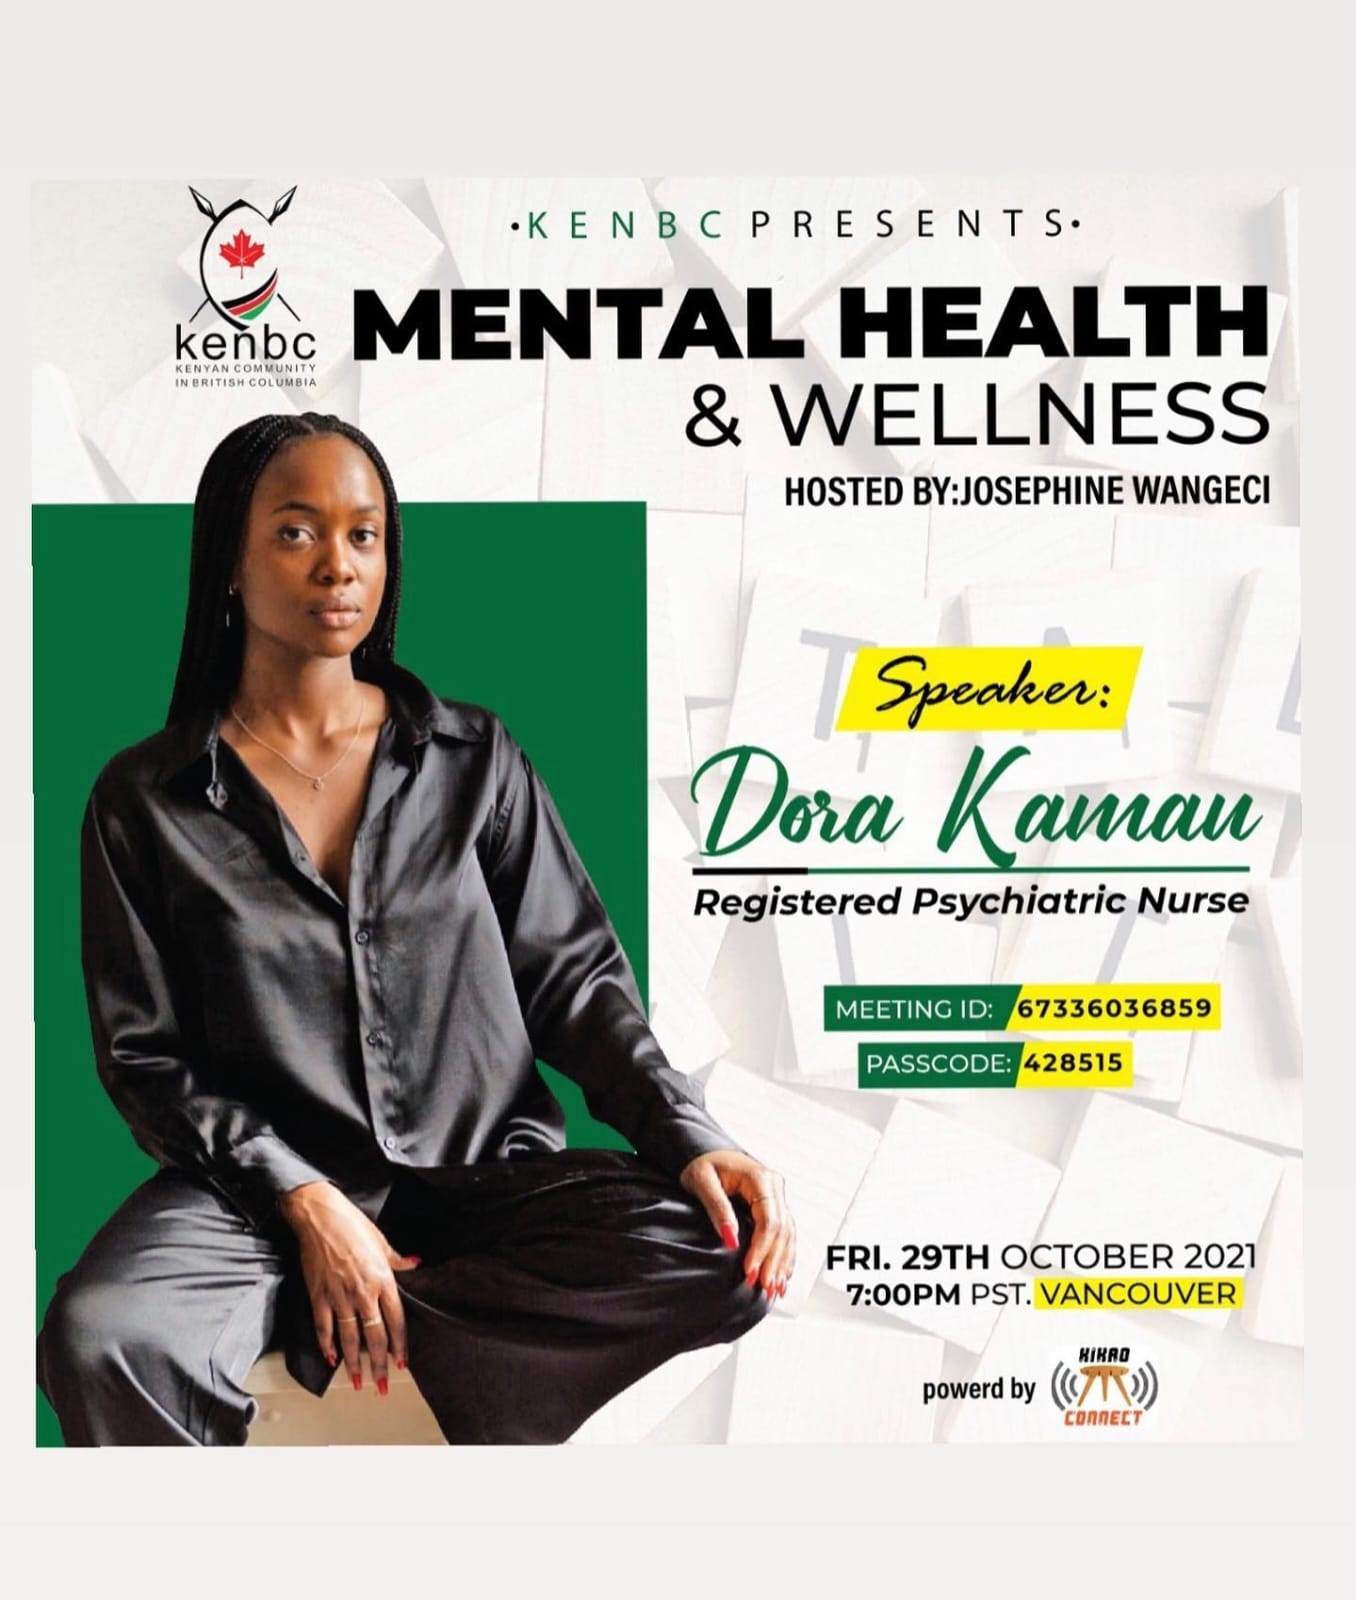 •KENBC PRESENTS•
kenbc
KENYAN COMMUNITY
IN BRITISH COLUMBIA
MENTAL HEALTH
& WELLNESS
HOSTED BY:JOSEPHINE WANGECI
Speaker:
Dora Kamau
Registered Psychiatric Nurse
MEETING ID: 67336036859
PASSCODE: 428515
FRI. 29TH OCTOBER 2021
7:00PM PST. VANCOUVER
powerd by
KIKAO
CONNECT